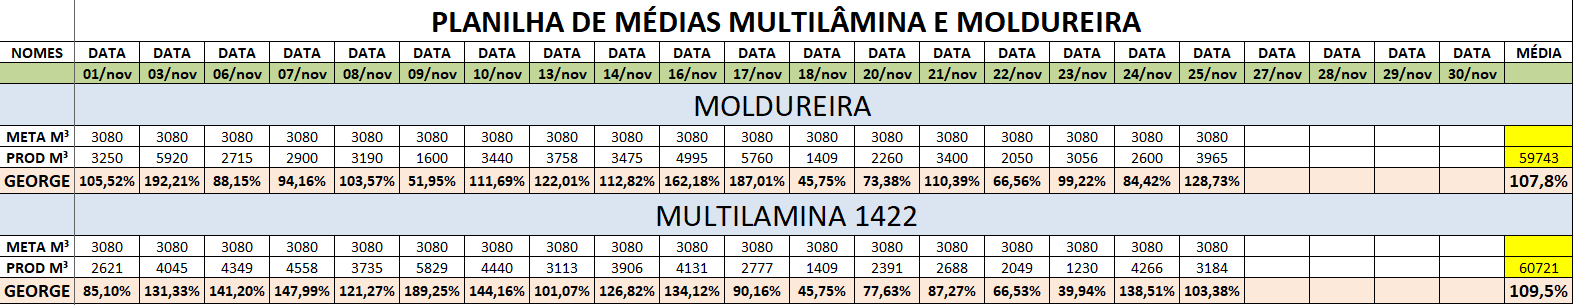 PLANILHA DE MÉDIAS MULTILÂMINA E MOLDUREIRA
NOMES DATA DATA DATA DATA DATA DATA DATA DATA DATA DATA DATA DATA DATA DATA DATA DATA DATA DATA DATA DATA DATA DATA MÉDIA
01/nov 03/nov 06/nov 07/nov 08/nov 09/nov 10/nov 13/nov 14/nov 16/nov 17/nov 18/nov 20/nov 21/nov 22/nov 23/nov 24/nov 25/nov 27/nov 28/nov 29/nov 30/nov
MOLDUREIRA
META M³ 3080 3080 3080 3080 3080 3080 3080 3080 3080 3080 3080 3080 3080 3080 3080 3080 3080 3080
PROD M³ 3250 5920 2715 2900 3190 1600 3440 3758 3475 4995 5760 1409 2260 3400 2050 3056 2600 3965 59743
GEORGE 105,52% 192,21% 88,15% 94,16% 103,57% 51,95% 111,69% 122,01% 112,82% 162,18% 187,01% 45,75% 73,38% 110,39% 66,56% 99,22% 84,42% 128,73% 107,8%
MULTILAMINA 1422
META M³ 3080 3080 3080 3080 3080 3080 3080 3080 3080 3080 3080 3080 3080 3080 3080 3080 3080 3080
PROD M³ 2621 4045 4349 4558 3735 5829 4440 3113 3906 4131 2777 1409 2391 2688 2049 1230 4266 3184 60721
GEORGE 85,10% 131,33% 141,20% 147,99% 121,27% 189,25% 144,16% 101,07% 126,82% 134,12% 90,16% 45,75% 77,63% 87,27% 66,53% 39,94% 138,51% 103,38% 109,5%